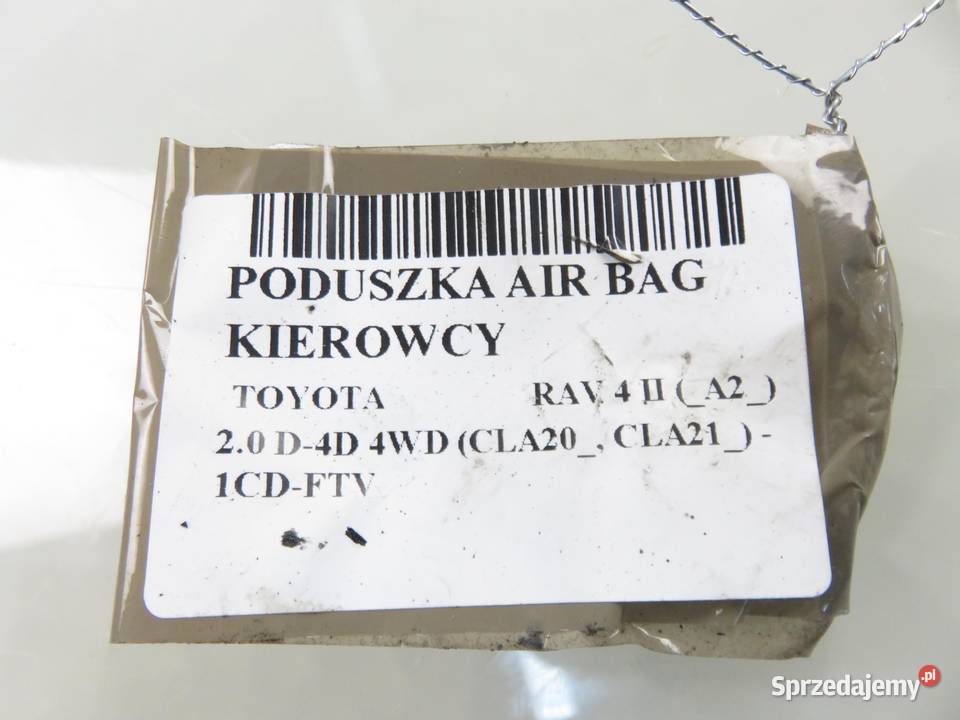 PODUSZKA AIR BAG
KIEROWCY
TOYOTA RAV 4 II (_A2_)
2.0 D-4D 4WD (CLA20_, CLA21_) -
1CD-FTV
Sprzedajemy.pl